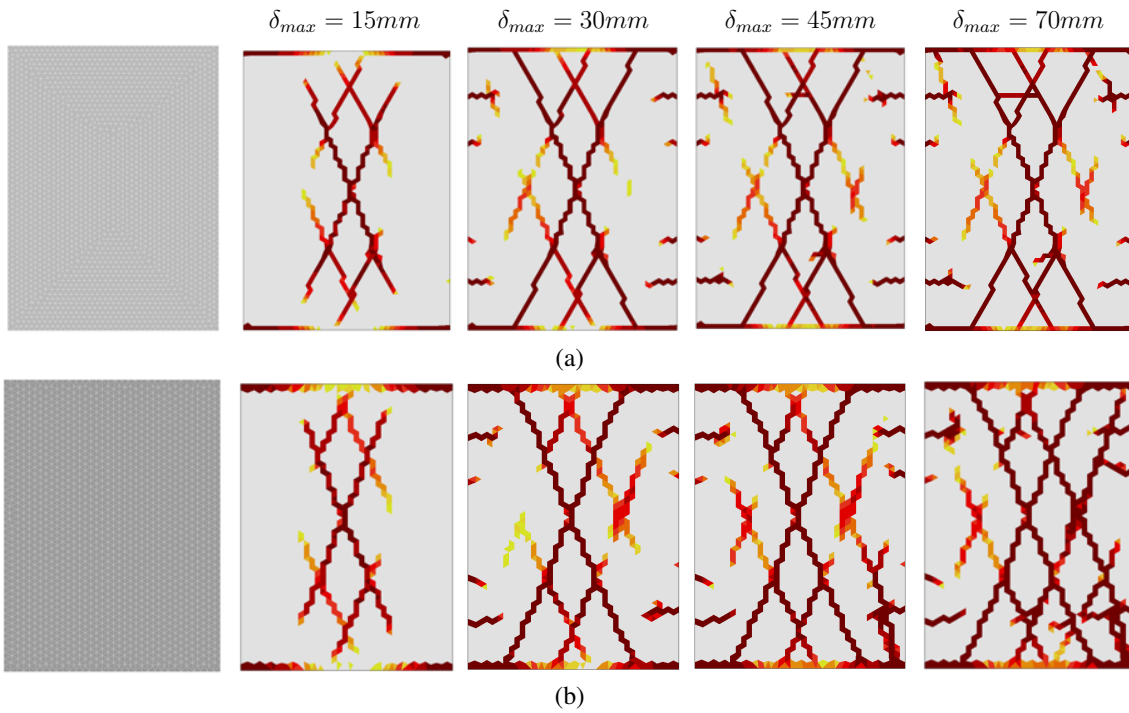 δ_max = 15mm δ_max = 30mm δ_max = 45mm δ_max = 70mm
(a)
(b)